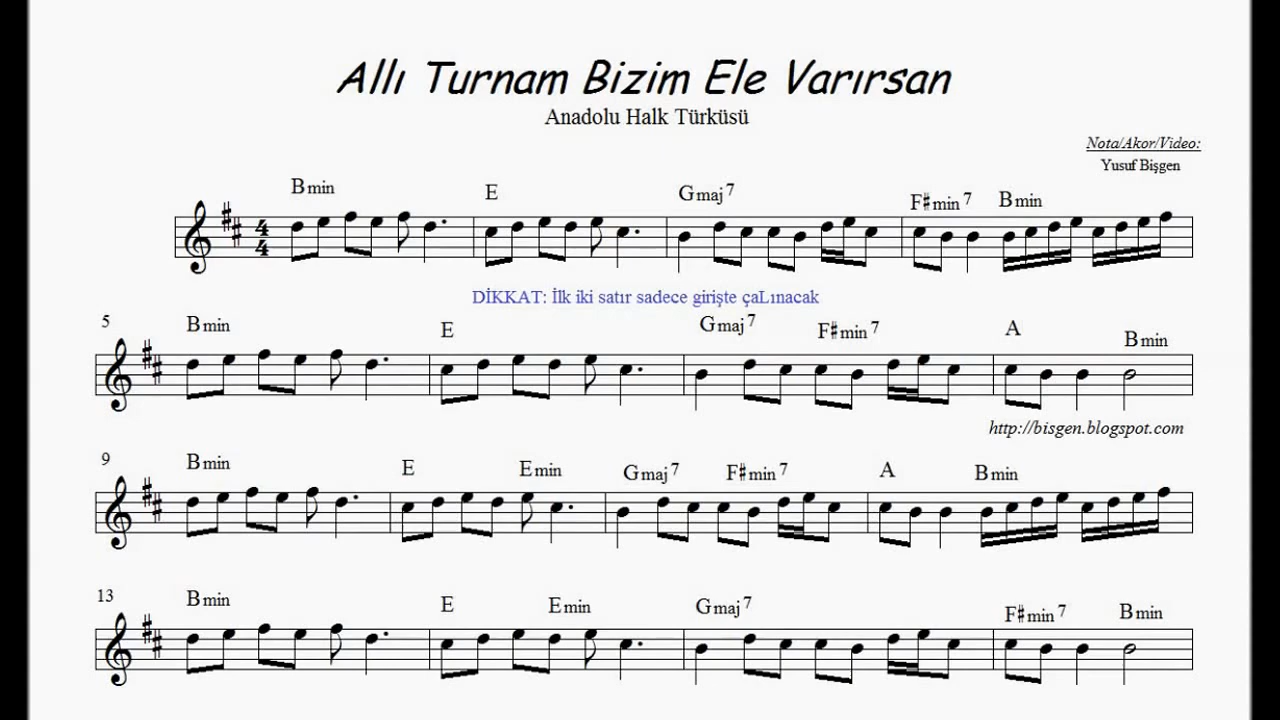 Allı Turnam Bizim Ele Varırsan
Anadolu Halk Türküsü
Nota/Akor/Video:
Yusuf Bişgen
Bmin E Gmaj7 F#min7 Bmin
4
4
DİKKAT: İlk iki satır sadece girişte çaLınacak
5 Bmin E Gmaj7 F#min7 A Bmin
http://bisgen.blogspot.com
9 Bmin E Emin Gmaj7 F#min7 A Bmin
13 Bmin E Emin Gmaj7 F#min7 Bmin